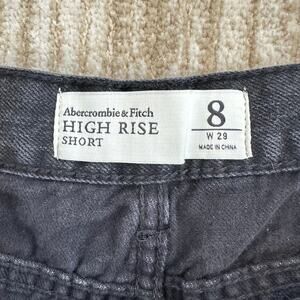 Abercrombie & Fitch
HIGH RISE
SHORT
8
W 29
MADE IN CHINA